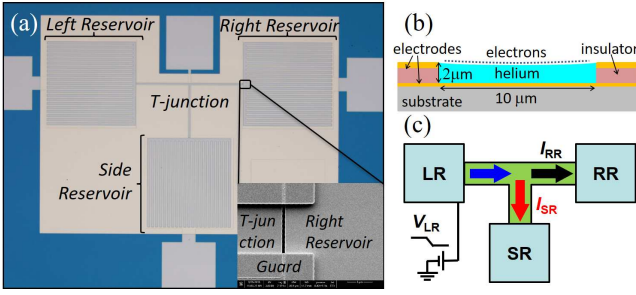 (a)
Left Reservoir
Right Reservoir
T-junction
Side
Reservoir
T-jun
ction
Right
Reservoir
Guard
(b)
electrodes
electrons
insulator
2μm
helium
substrate
10 μm
(c)
LR
I_RR
RR
I_SR
V_LR
SR